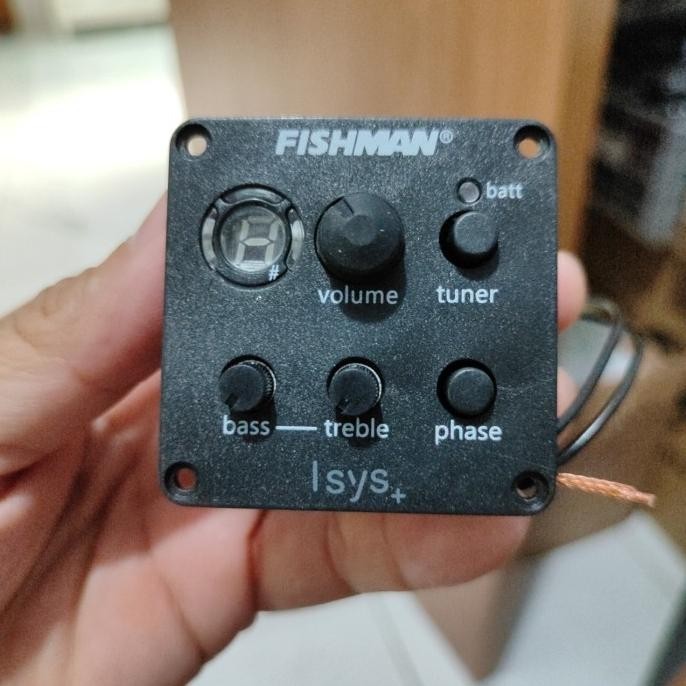 FISHMAN®
batt
#
volume tuner
bass treble phase
Isys+